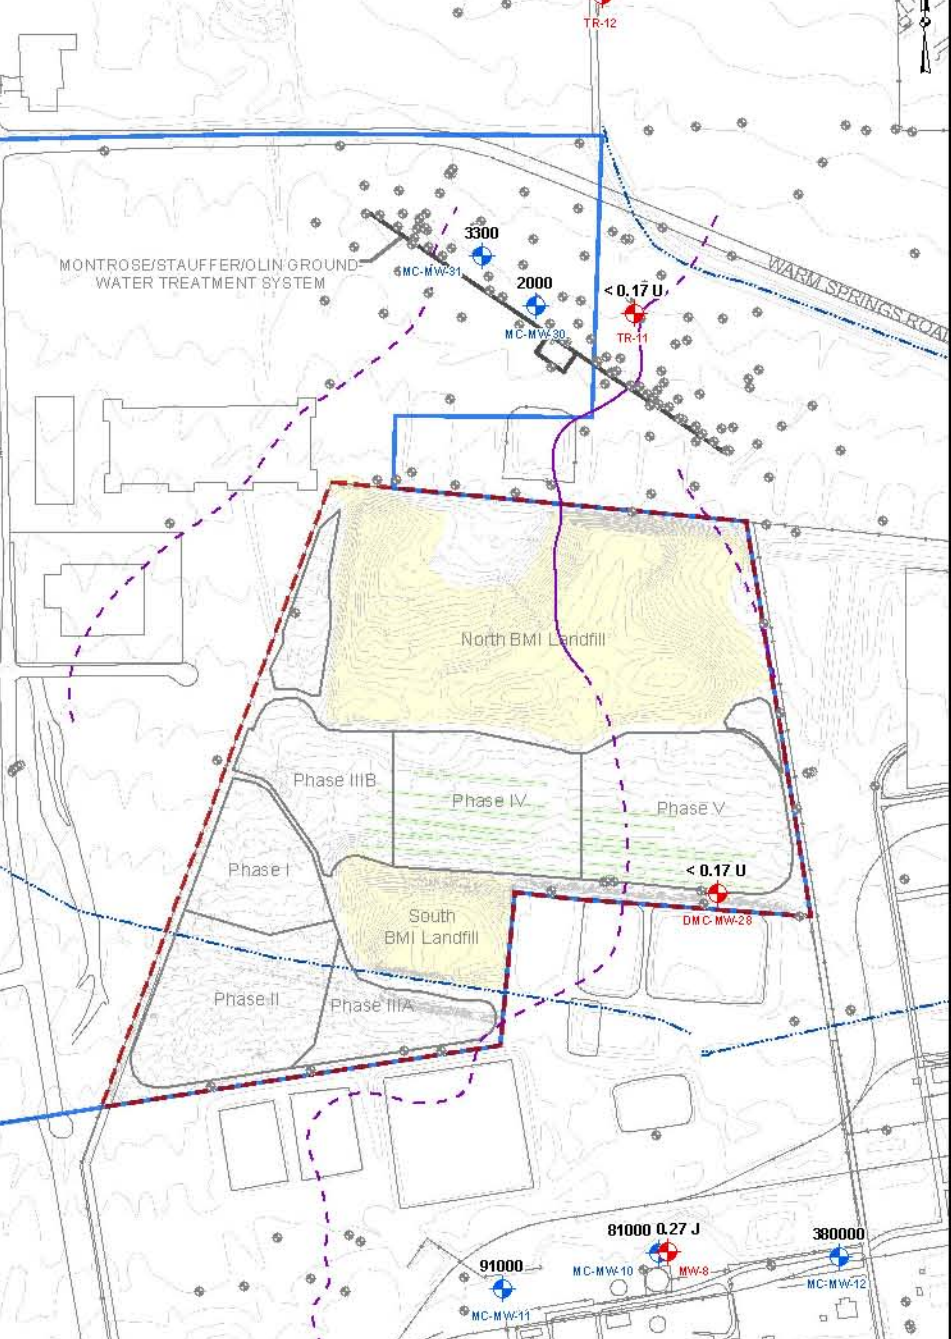 TR-12
3300
MONTROSE/STAUFFER/OLIN GROUND-
WATER TREATMENT SYSTEM
MC-MW-31
WARM SPRINGS ROAD
2000
< 0.17 U
MC-MW-30
TR-11
North BMI Landfill
Phase IIIB
Phase IV
Phase V
Phase I
< 0.17 U
South
BMI Landfill
DMC-MW-28
Phase II
Phase IIIA
81000 0.27 J
380000
91000
MC-MW-10
MW-8
MC-MW-12
MC-MW-11